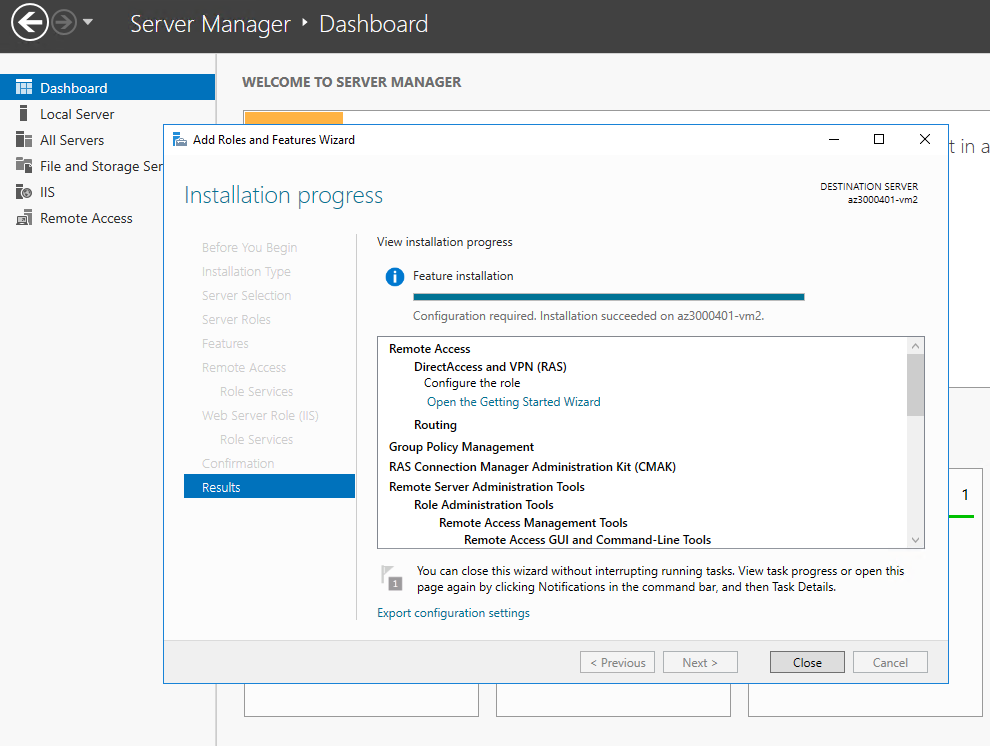 Server Manager ‣ Dashboard
Dashboard
Local Server
All Servers
File and Storage Ser
IIS
Remote Access
WELCOME TO SERVER MANAGER
t in a
1
Add Roles and Features Wizard
Installation progress
DESTINATION SERVER
az3000401-vm2
Before You Begin
Installation Type
Server Selection
Server Roles
Features
Remote Access
Role Services
Web Server Role (IIS)
Role Services
Confirmation
Results
View installation progress
Feature installation
Configuration required. Installation succeeded on az3000401-vm2.
Remote Access
DirectAccess and VPN (RAS)
Configure the role
Open the Getting Started Wizard
Routing
Group Policy Management
RAS Connection Manager Administration Kit (CMAK)
Remote Server Administration Tools
Role Administration Tools
Remote Access Management Tools
Remote Access GUI and Command-Line Tools
1
You can close this wizard without interrupting running tasks. View task progress or open this
page again by clicking Notifications in the command bar, and then Task Details.
Export configuration settings
< Previous
Next >
Close
Cancel